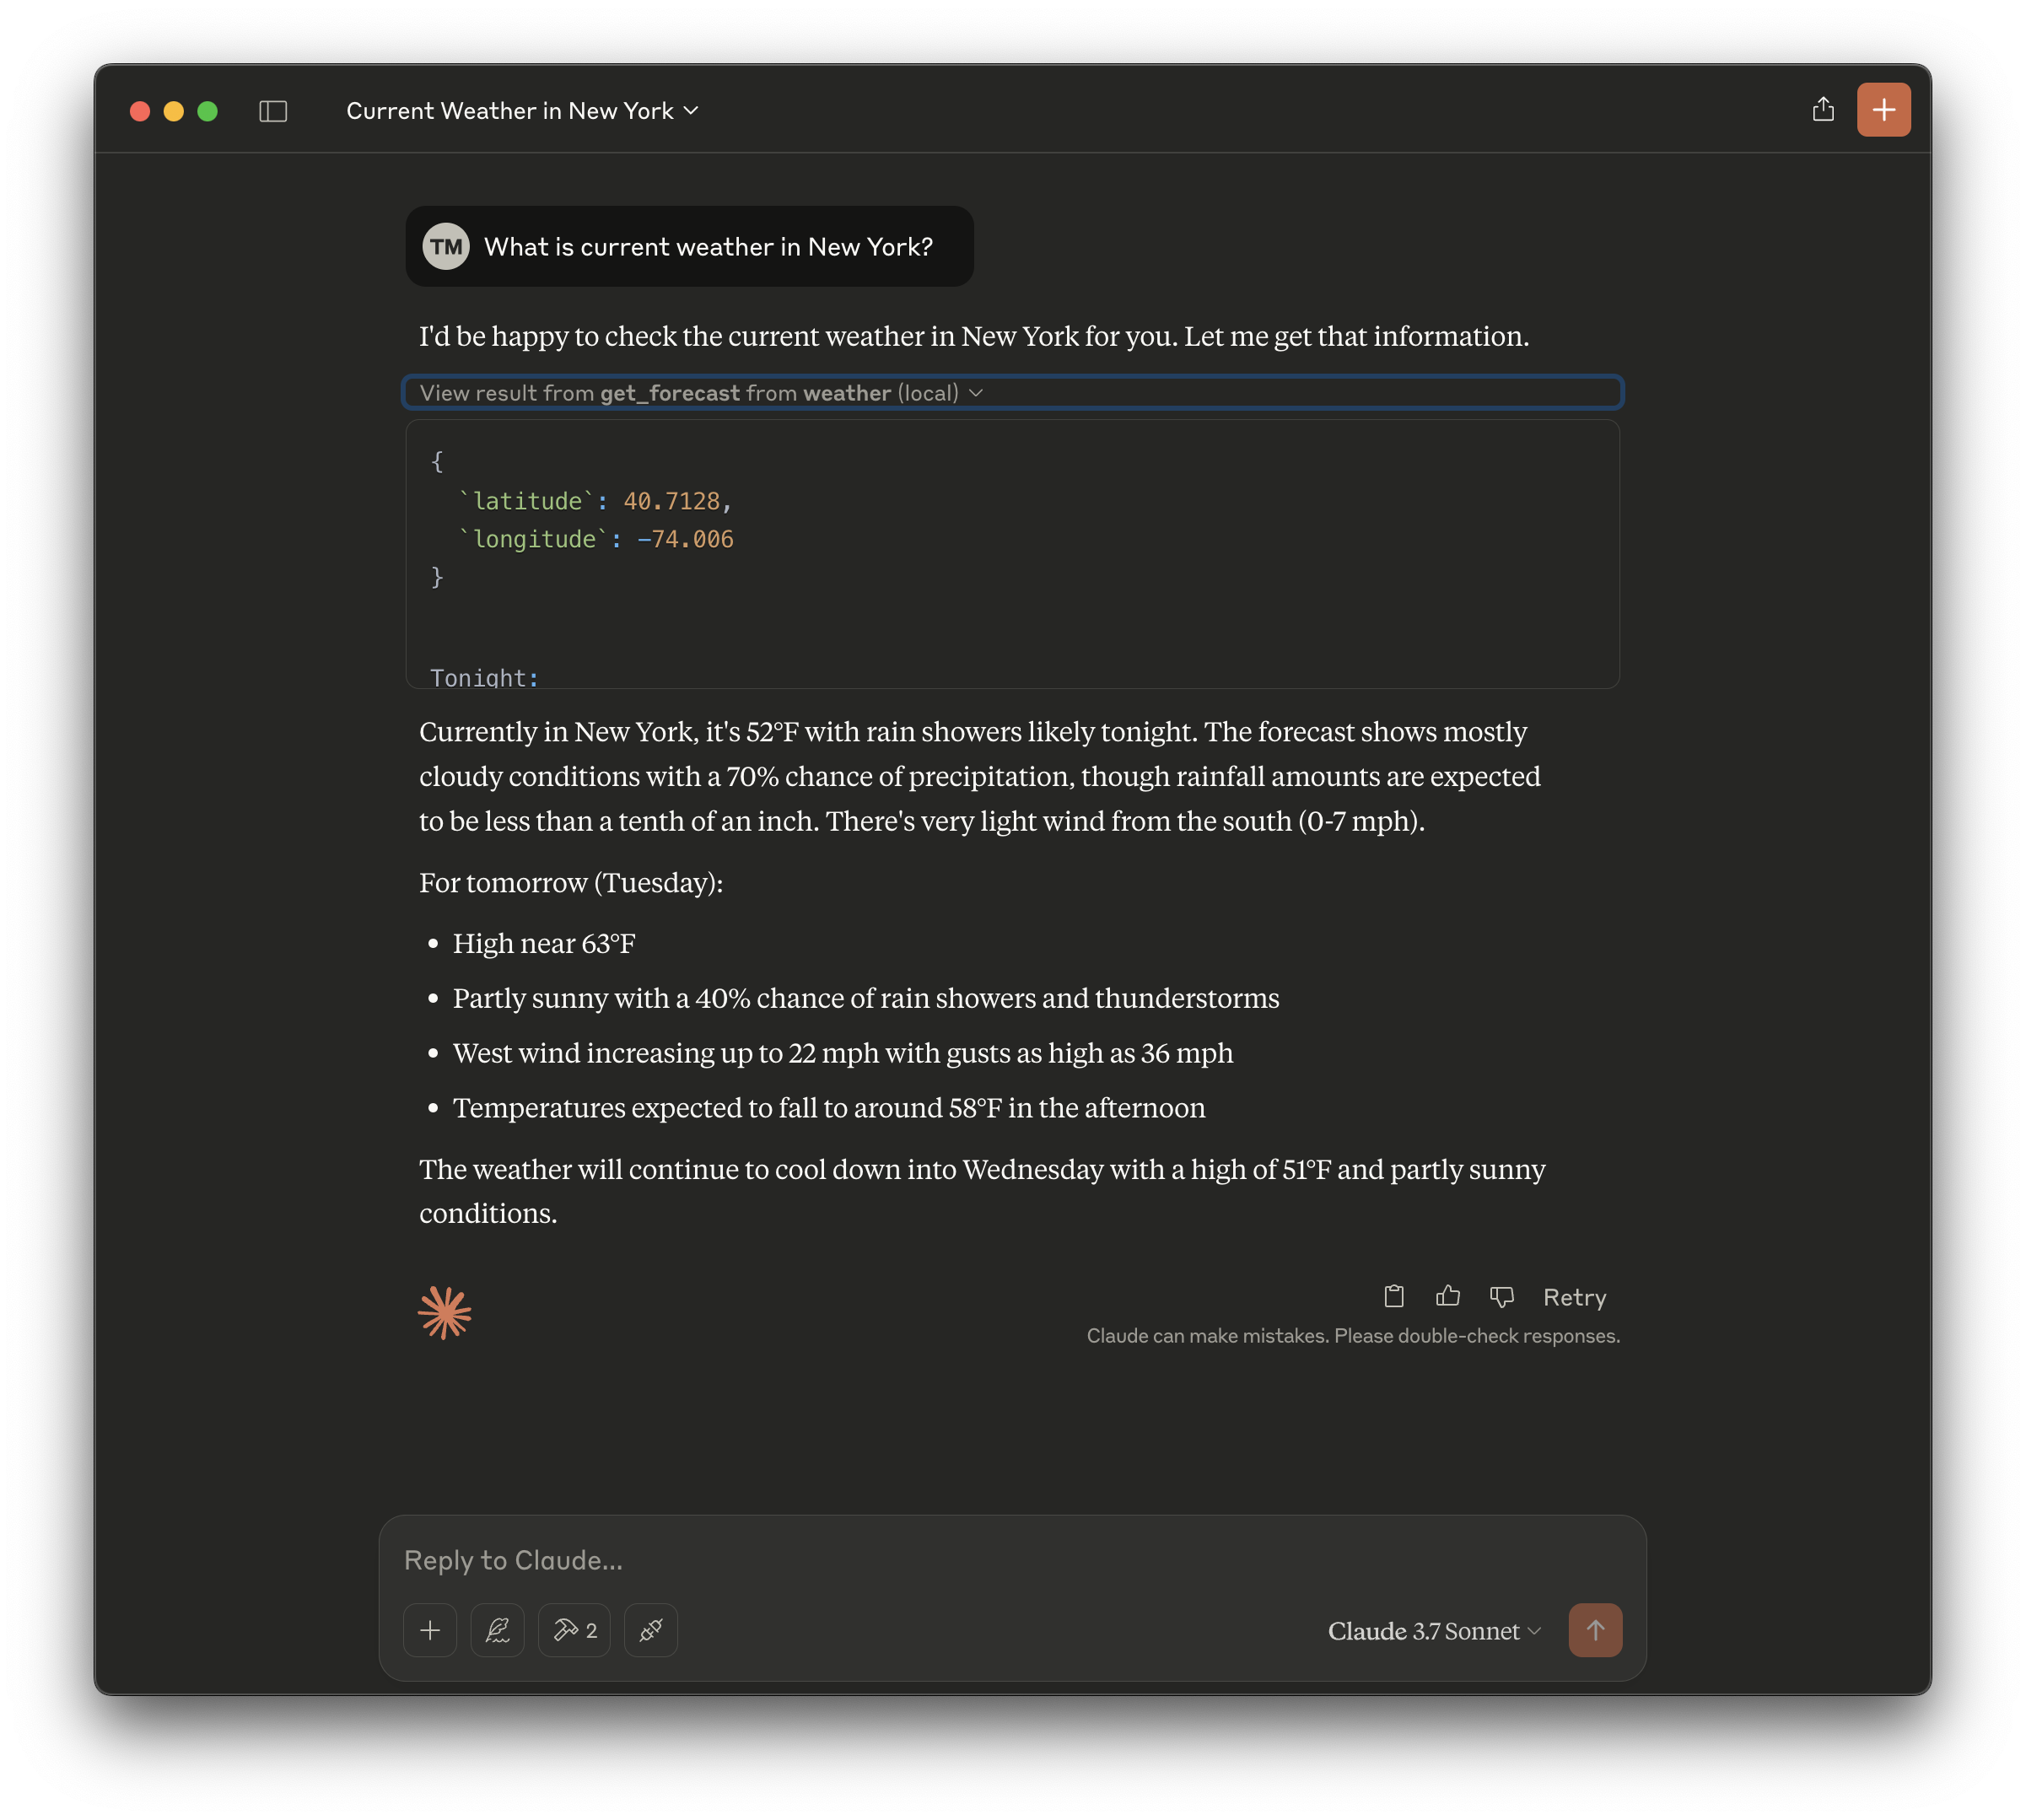 Current Weather in New York
TM
What is current weather in New York?
I'd be happy to check the current weather in New York for you. Let me get that information.
View result from get_forecast from weather (local)
{
  `latitude`: 40.7128,
  `longitude`: -74.006
}
Tonight:
Currently in New York, it's 52°F with rain showers likely tonight. The forecast shows mostly
cloudy conditions with a 70% chance of precipitation, though rainfall amounts are expected
to be less than a tenth of an inch. There's very light wind from the south (0-7 mph).
For tomorrow (Tuesday):
• High near 63°F
• Partly sunny with a 40% chance of rain showers and thunderstorms
• West wind increasing up to 22 mph with gusts as high as 36 mph
• Temperatures expected to fall to around 58°F in the afternoon
The weather will continue to cool down into Wednesday with a high of 51°F and partly sunny
conditions.
Retry
Claude can make mistakes. Please double-check responses.
Reply to Claude...
2
Claude 3.7 Sonnet